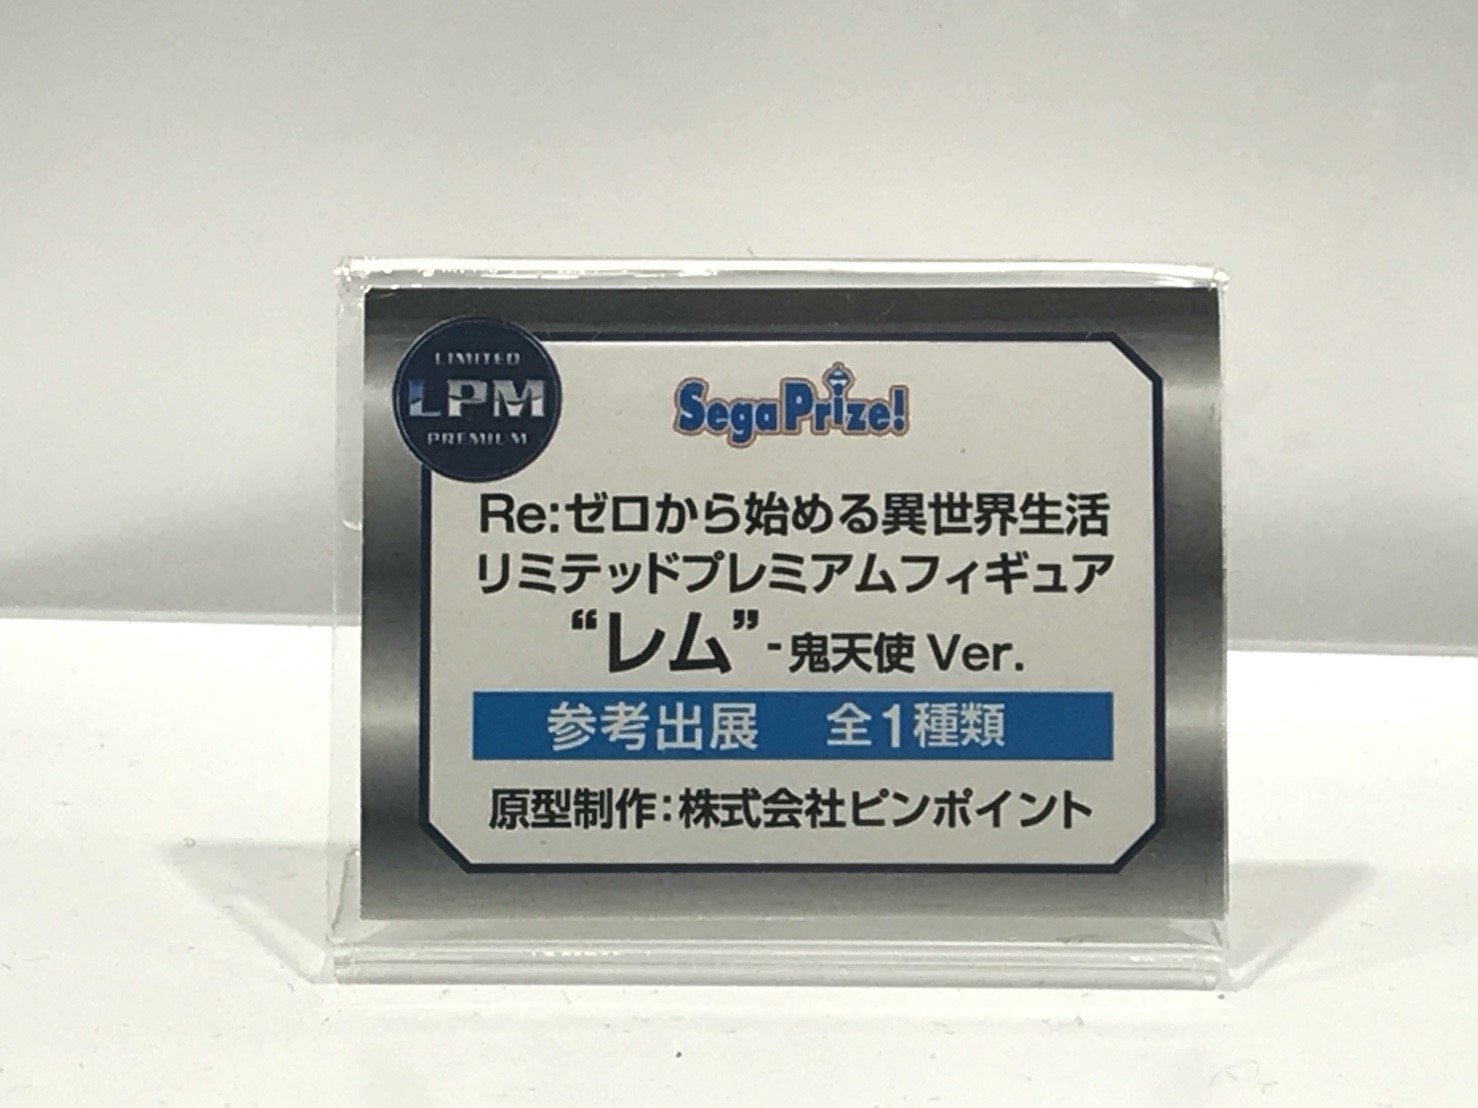 LIMITED
LPM
PREMIUM
SegaPrize!
Re:ゼロから始める異世界生活
リミテッドプレミアムフィギュア
“レム”-鬼天使 Ver.
参考出展 全1種類
原型制作:株式会社ピンポイント